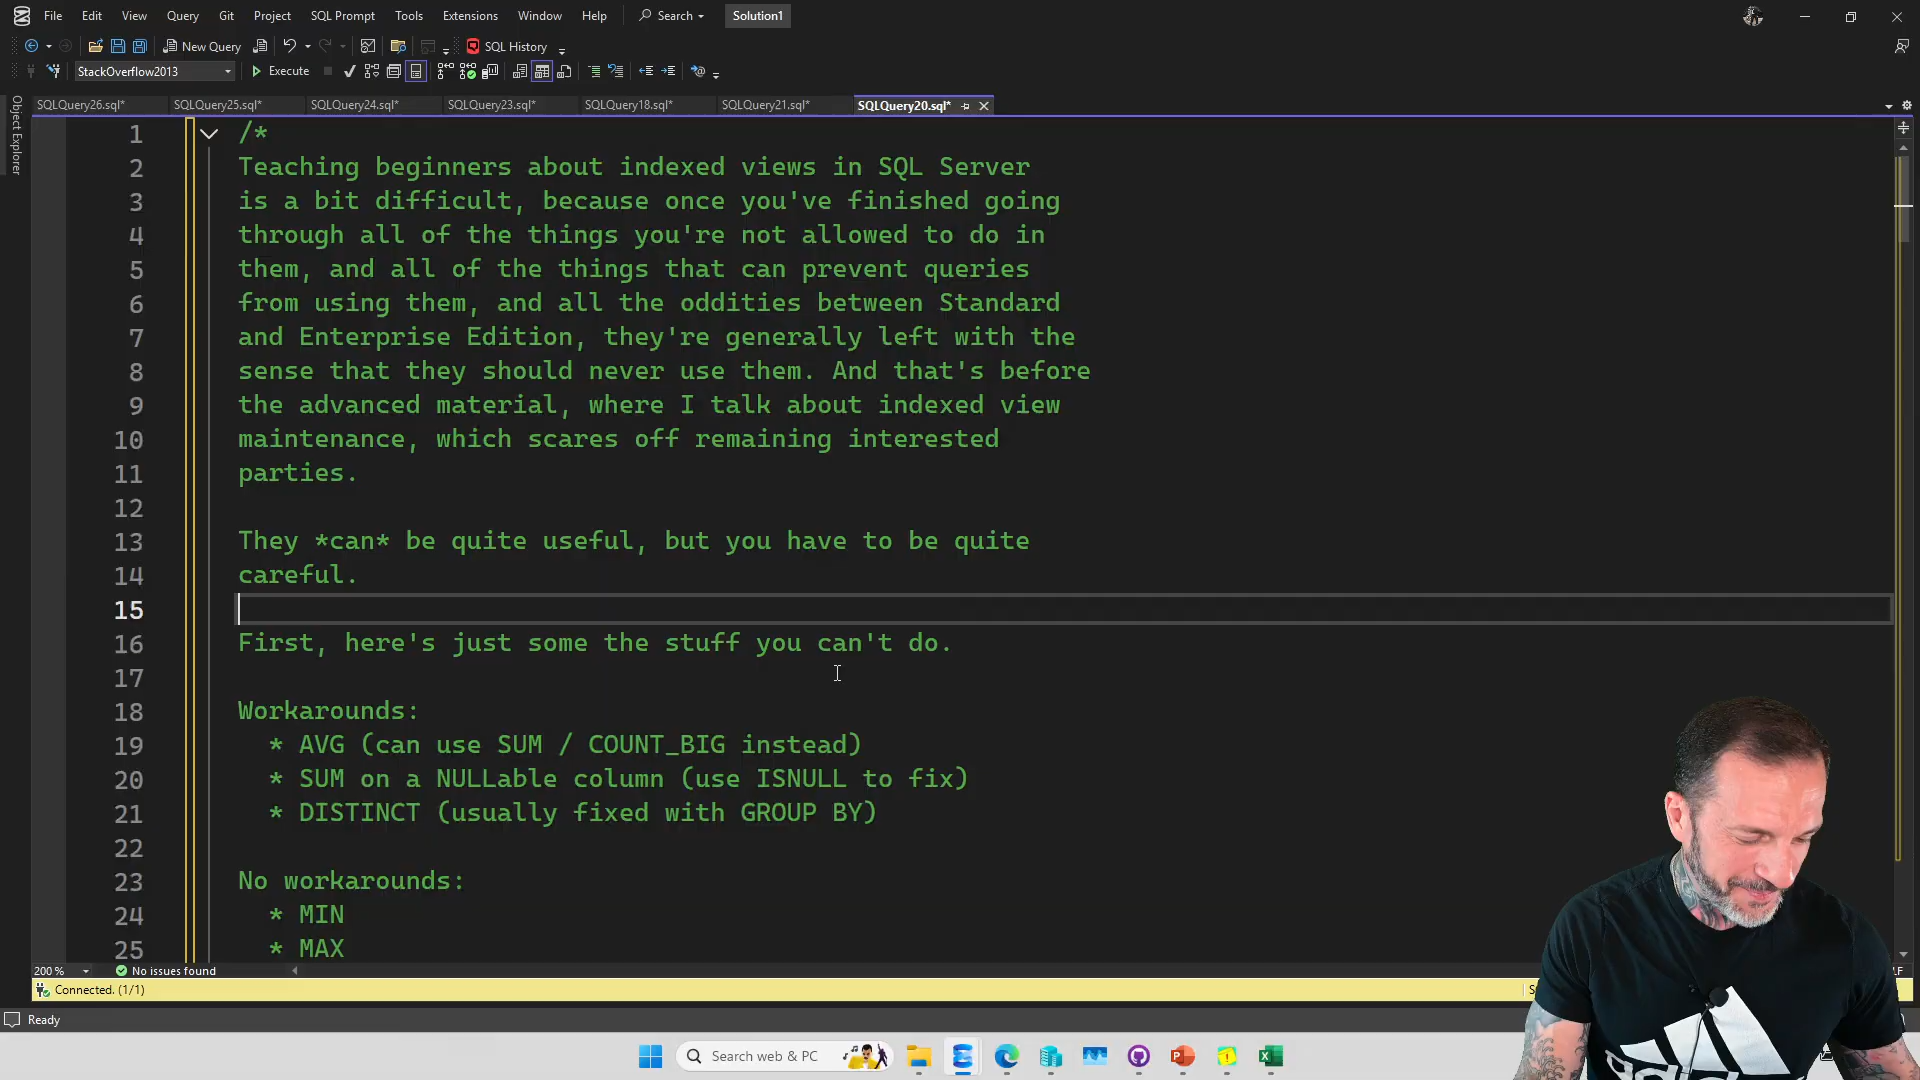 File Edit View Query Git Project SQL Prompt Tools Extensions Window Help Search Solution1
New Query SQL History
StackOverflow2013 Execute
SQLQuery26.sql* SQLQuery25.sql* SQLQuery24.sql* SQLQuery23.sql* SQLQuery18.sql* SQLQuery21.sql* SQLQuery20.sql*
Object Explorer
1 /*
2 Teaching beginners about indexed views in SQL Server
3 is a bit difficult, because once you've finished going
4 through all of the things you're not allowed to do in
5 them, and all of the things that can prevent queries
6 from using them, and all the oddities between Standard
7 and Enterprise Edition, they're generally left with the
8 sense that they should never use them. And that's before
9 the advanced material, where I talk about indexed view
10 maintenance, which scares off remaining interested
11 parties.
12
13 They *can* be quite useful, but you have to be quite
14 careful.
15
16 First, here's just some the stuff you can't do.
17
18 Workarounds:
19 * AVG (can use SUM / COUNT_BIG instead)
20 * SUM on a NULLable column (use ISNULL to fix)
21 * DISTINCT (usually fixed with GROUP BY)
22
23 No workarounds:
24 * MIN
25 * MAX
200 % No issues found
Connected. (1/1)
Ready
Search web & PC
adidas